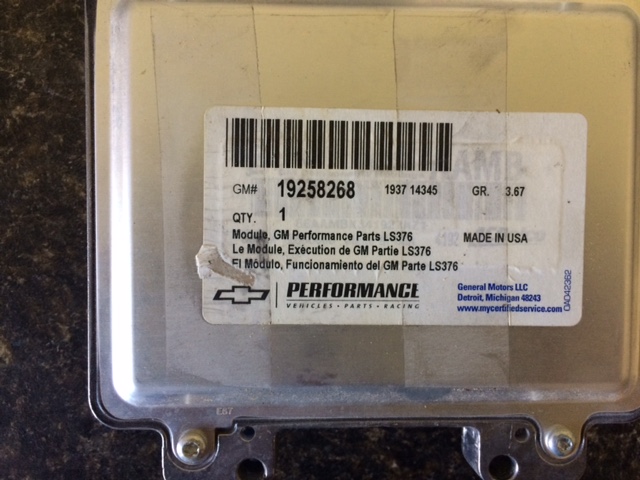 GM# 19258268 1937 14345 GR. 3.67
QTY. 1
Module, GM Performance Parts LS376 MADE IN USA
Le Module, Exècution de GM Partie LS376
El Módulo, Funcionamiento del GM Parte LS376
PERFORMANCE
VEHICLES • PARTS • RACING
General Motors LLC
Detroit, Michigan 48243
www.mycertifiedservice.com
OA042362
E67